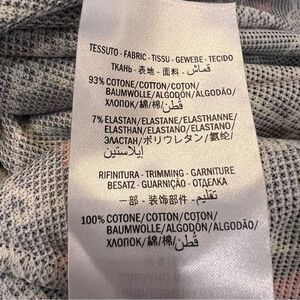 TESSUTO - FABRIC - TISSU - GEWEBE - TECIDO
ТКАНЬ - 表地 - 面料 - قماش
93% COTONE/COTTON/COTON/
BAUMWOLLE/ALGODÓN/ALGODÃO/
ХЛОПОК/綿/棉/قطن
7% ELASTAN/ELASTANE/ELASTHANNE/
ELASTHAN/ELASTANO/ELASTANO/
ЭЛАСТАН/ポリウレタン/氨纶/
إيلاستين
RIFINITURA - TRIMMING - GARNITURE
BESATZ - GUARNIÇÃO - ОТДЕЛКА
一部 - 装饰部件 - تقليم
100% COTONE/COTTON/COTON/
BAUMWOLLE/ALGODÓN/ALGODÃO/
ХЛОПОК/綿/棉/قطن